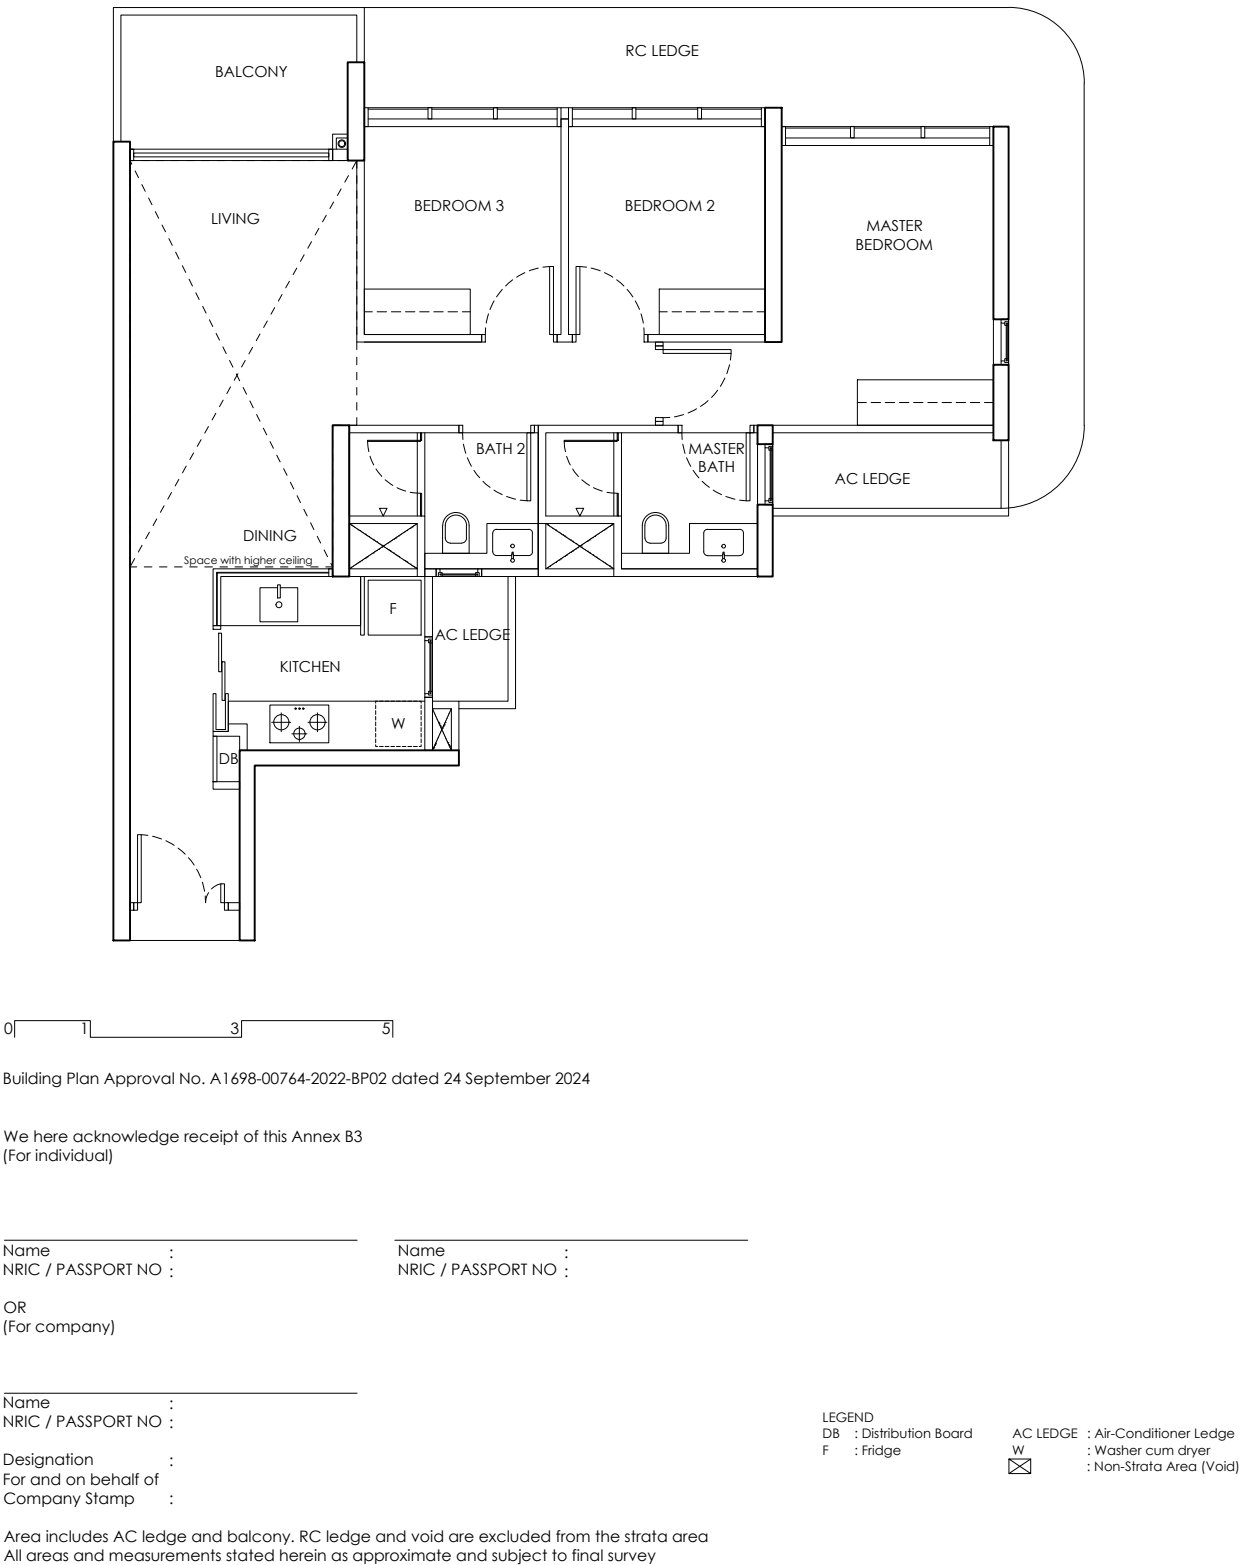 RC LEDGE
BALCONY
BEDROOM 3
BEDROOM 2
LIVING
MASTER
BEDROOM
BATH 2
MASTER
BATH
AC LEDGE
DINING
Space with higher ceiling
F
AC LEDGE
KITCHEN
W
DB
0 1 3 5
Building Plan Approval No. A1698-00764-2022-BP02 dated 24 September 2024
We here acknowledge receipt of this Annex B3
(For individual)
Name :
NRIC / PASSPORT NO :
Name :
NRIC / PASSPORT NO :
OR
(For company)
Name :
NRIC / PASSPORT NO :
Designation :
For and on behalf of
Company Stamp :
LEGEND
DB : Distribution Board
F : Fridge
AC LEDGE : Air-Conditioner Ledge
W : Washer cum dryer
: Non-Strata Area (Void)
Area includes AC ledge and balcony. RC ledge and void are excluded from the strata area
All areas and measurements stated herein as approximate and subject to final survey